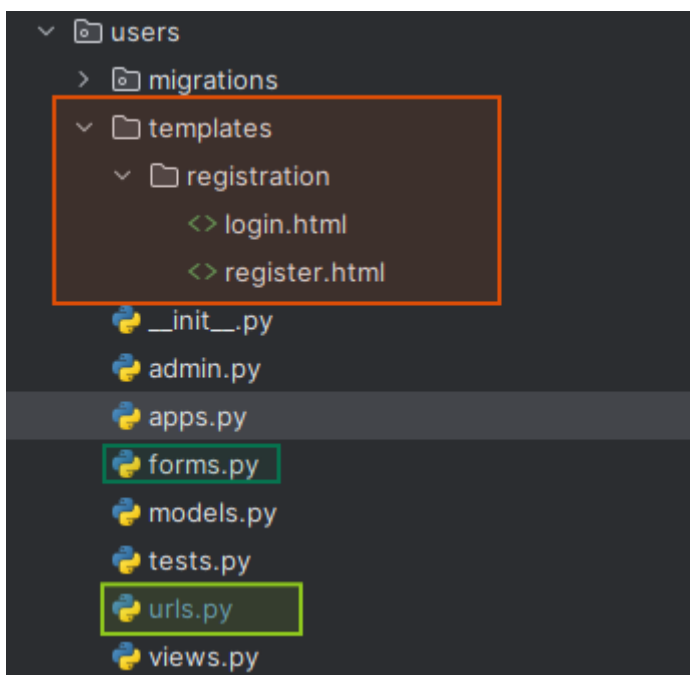 users
migrations
templates
registration
<> login.html
<> register.html
__init__.py
admin.py
apps.py
forms.py
models.py
tests.py
urls.py
views.py